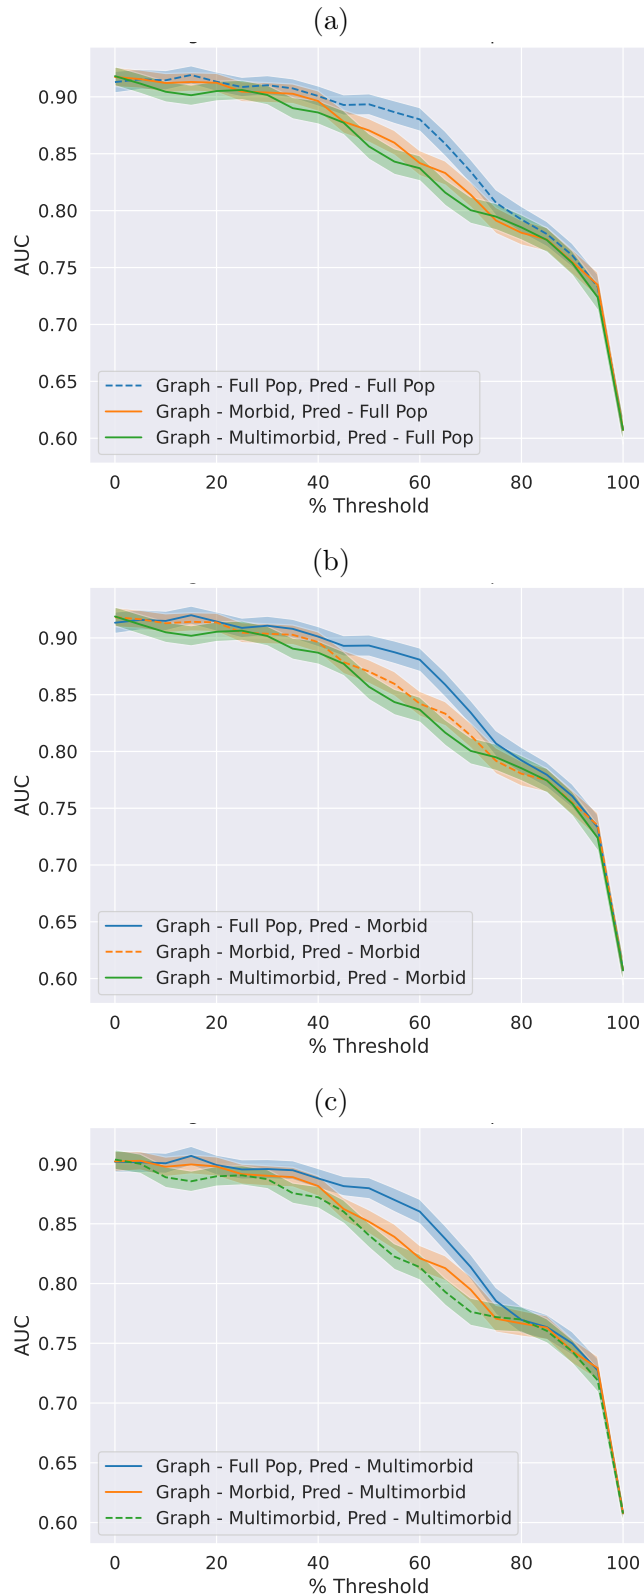 (a)
0.90
0.85
0.80
0.75
0.70
0.65
0.60
AUC
Graph - Full Pop, Pred - Full Pop
Graph - Morbid, Pred - Full Pop
Graph - Multimorbid, Pred - Full Pop
0 20 40 60 80 100
% Threshold
(b)
0.90
0.85
0.80
0.75
0.70
0.65
0.60
AUC
Graph - Full Pop, Pred - Morbid
Graph - Morbid, Pred - Morbid
Graph - Multimorbid, Pred - Morbid
0 20 40 60 80 100
% Threshold
(c)
0.90
0.85
0.80
0.75
0.70
0.65
0.60
AUC
Graph - Full Pop, Pred - Multimorbid
Graph - Morbid, Pred - Multimorbid
Graph - Multimorbid, Pred - Multimorbid
0 20 40 60 80 100
% Threshold